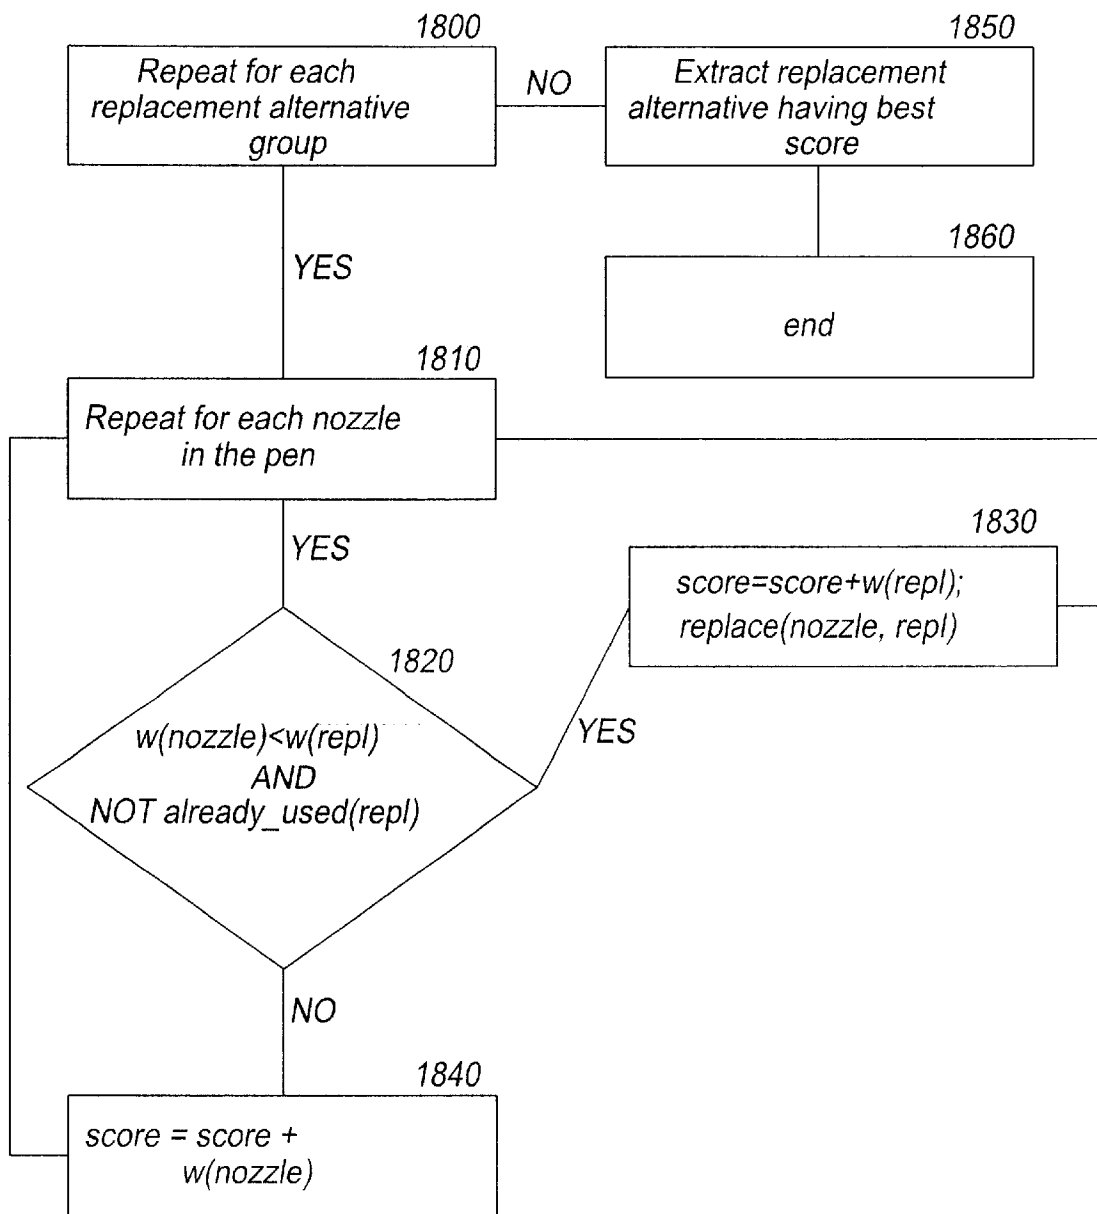 1800
Repeat for each
replacement alternative
group
NO
1850
Extract replacement
alternative having best
score
YES
1860
end
1810
Repeat for each nozzle
in the pen
YES
1830
score=score+w(repl);
replace(nozzle, repl)
1820
w(nozzle)<w(repl)
AND
NOT already_used(repl)
YES
NO
1840
score = score +
w(nozzle)